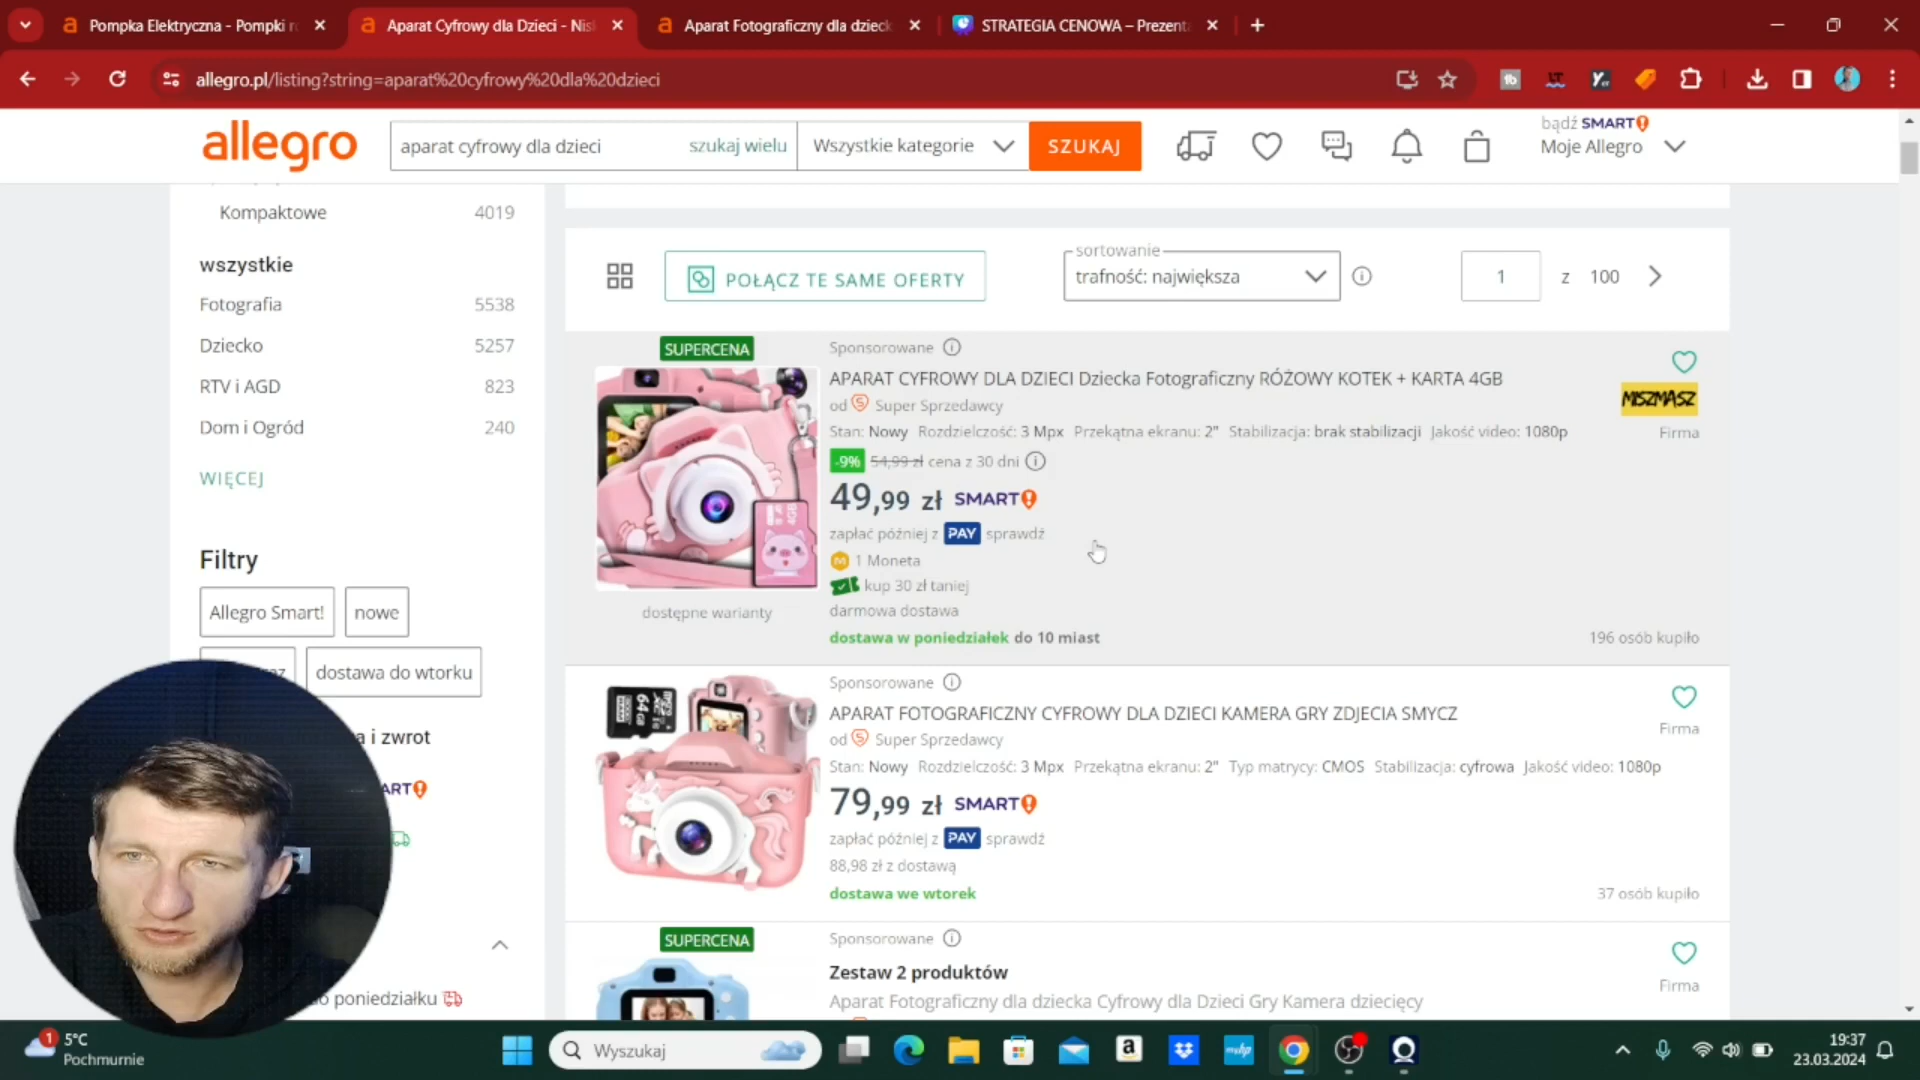 Pompka Elektryczna - Pompki r
Aparat Cyfrowy dla Dzieci - Nis
Aparat Fotograficzny dla dzieck
STRATEGIA CENOWA – Prezent
allegro.pl/listing?string=aparat%20cyfrowy%20dla%20dzieci
allegro
aparat cyfrowy dla dzieci
szukaj wielu
Wszystkie kategorie
SZUKAJ
bądź SMART!
Moje Allegro
Kompaktowe 4019
wszystkie
Fotografia 5538
Dziecko 5257
RTV i AGD 823
Dom i Ogród 240
WIĘCEJ
Filtry
Allegro Smart! nowe
dostawa do wtorku
a i zwrot
ART!
poniedziałku
POŁĄCZ TE SAME OFERTY
sortowanie
trafność: największa
1 z 100
SUPERCENA
Sponsorowane
APARAT CYFROWY DLA DZIECI Dziecka Fotograficzny RÓŻOWY KOTEK + KARTA 4GB
od Super Sprzedawcy
MISZMASZ
Firma
Stan: Nowy Rozdzielczość: 3 Mpx Przekątna ekranu: 2" Stabilizacja: brak stabilizacji Jakość video: 1080p
-9% 54,99 zł cena z 30 dni
49,99 zł SMART!
zapłać później z PAY sprawdź
1 Moneta
kup 30 zł taniej
darmowa dostawa
dostawa w poniedziałek do 10 miast
196 osób kupiło
dostępne warianty
4GB
Sponsorowane
APARAT FOTOGRAFICZNY CYFROWY DLA DZIECI KAMERA GRY ZDJECIA SMYCZ
od Super Sprzedawcy
Firma
Stan: Nowy Rozdzielczość: 3 Mpx Przekątna ekranu: 2" Typ matrycy: CMOS Stabilizacja: cyfrowa Jakość video: 1080p
79,99 zł SMART!
zapłać później z PAY sprawdź
88,98 zł z dostawą
dostawa we wtorek
37 osób kupiło
64GB
SUPERCENA
Sponsorowane
Zestaw 2 produktów
Firma
Aparat Fotograficzny dla dziecka Cyfrowy dla Dzieci Gry Kamera dziecięcy
1
5°C
Pochmurnie
Wyszukaj
19:37
23.03.2024